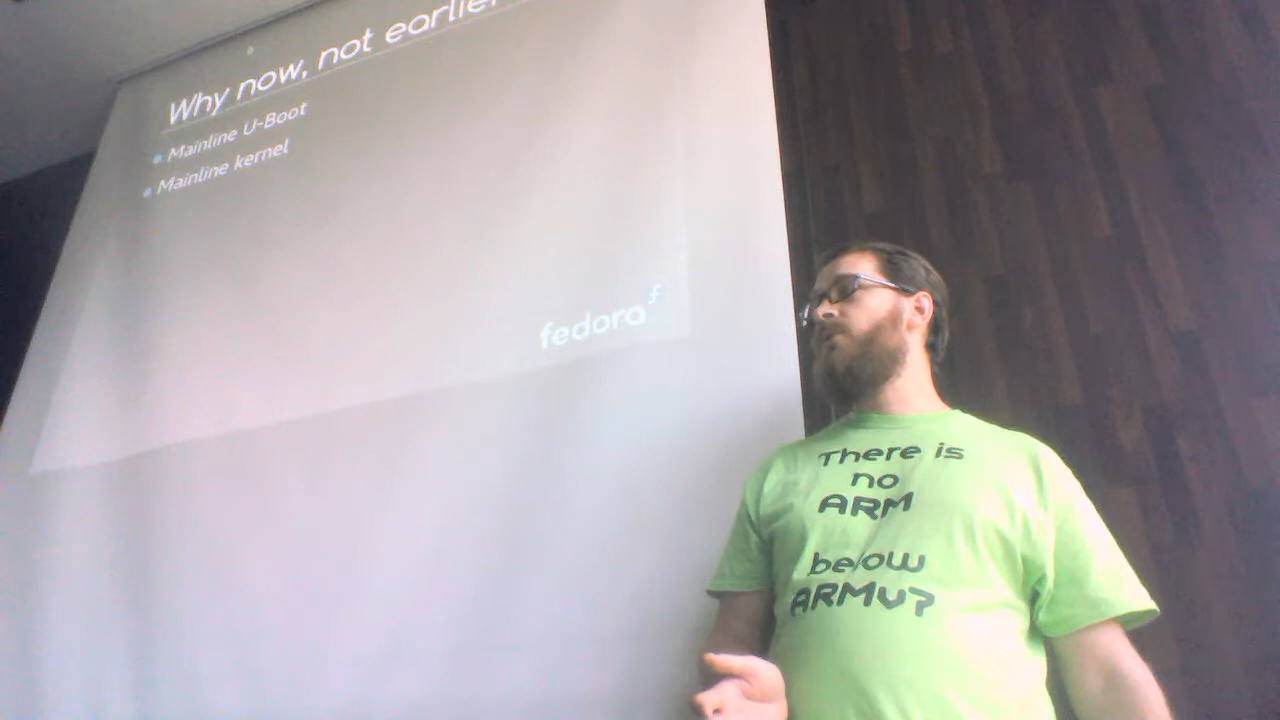 Why now, not earlier
Mainline U-Boot
Mainline kernel
fedora f
There is
no
ARM
below
ARMv7